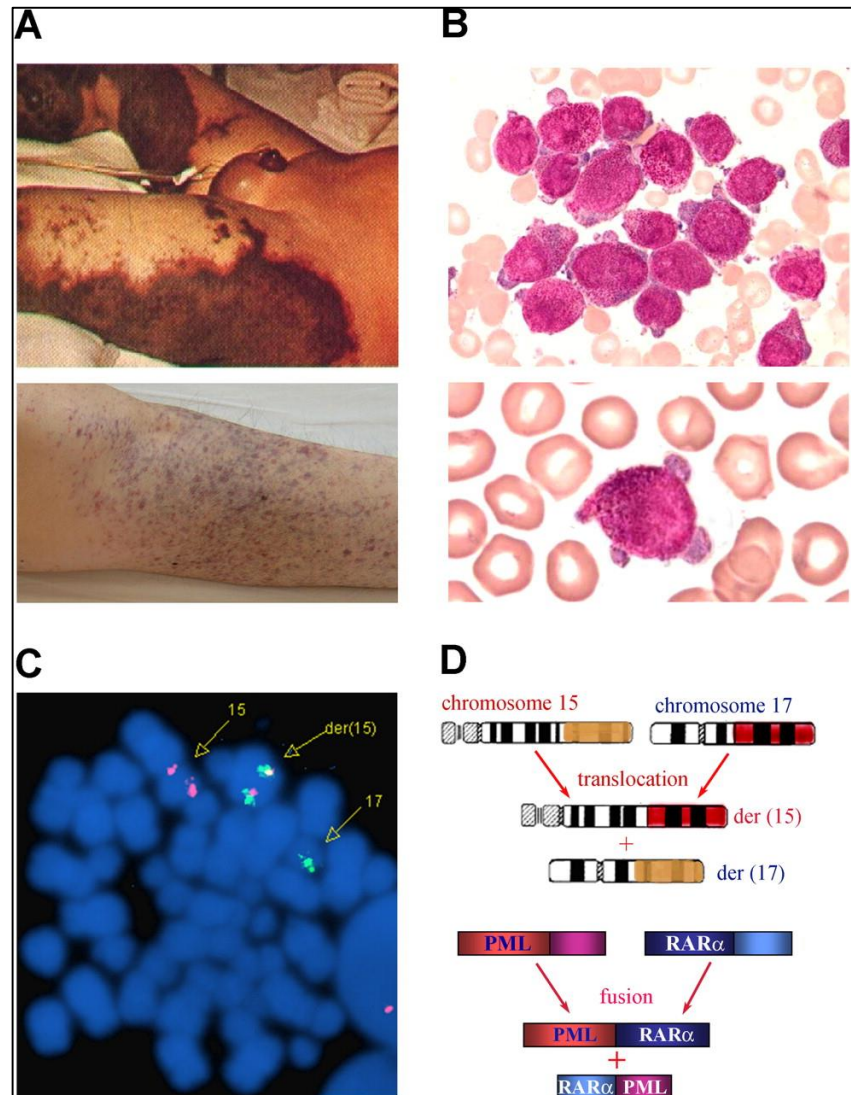 A
B
C
15
der(15)
17
D
chromosome 15
chromosome 17
translocation
der (15)
+
der (17)
PML
RARα
fusion
PML RARα
+
RARα PML